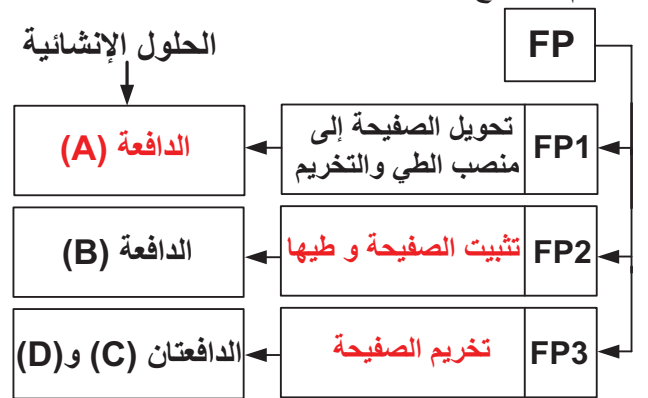 FP
الحلول الإنشائية
FP1
تحويل الصفيحة إلى
منصب الطي والتخريم
الدافعة (A)
FP2
تثبيت الصفيحة و طيها
الدافعة (B)
FP3
تخريم الصفيحة
الدافعتان (C) و(D)